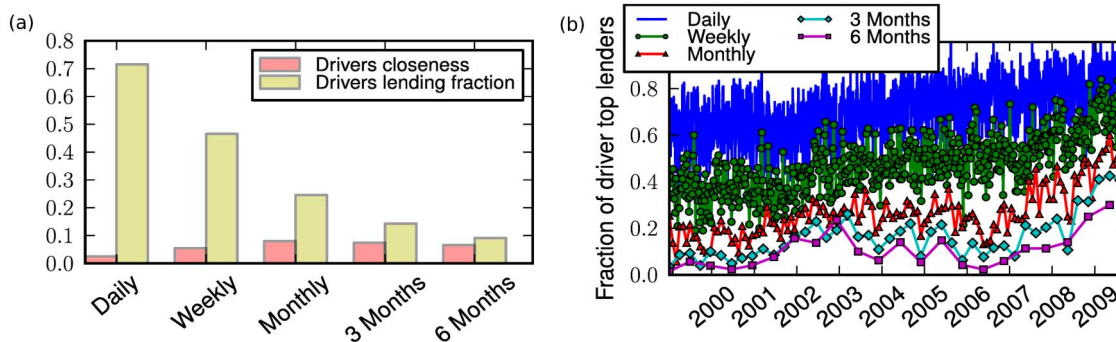 (a)
0.8
0.7
0.6
0.5
0.4
0.3
0.2
0.1
0.0
Drivers closeness
Drivers lending fraction
Daily
Weekly
Monthly
3 Months
6 Months
(b)
Daily
Weekly
Monthly
3 Months
6 Months
Fraction of driver top lenders
0.8
0.6
0.4
0.2
0.0
2000
2001
2002
2003
2004
2005
2006
2007
2008
2009